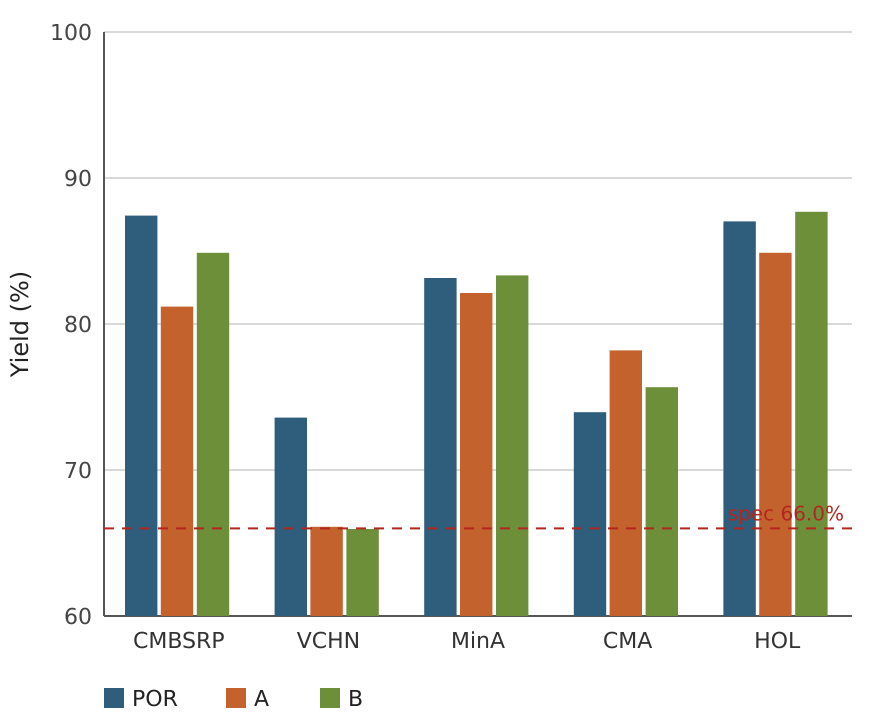 100
90
80
70
60
Yield (%)
spec 66.0%
CMBSRP VCHN MinA CMA HOL
POR A B